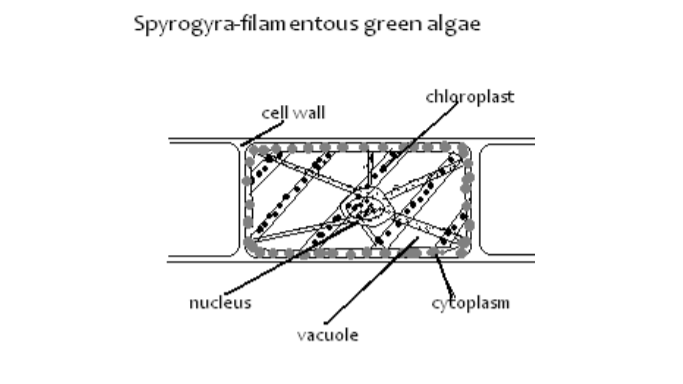 Spyrogyra-filamentous green algae
chloroplast
cell wall
nucleus
cytoplasm
vacuole